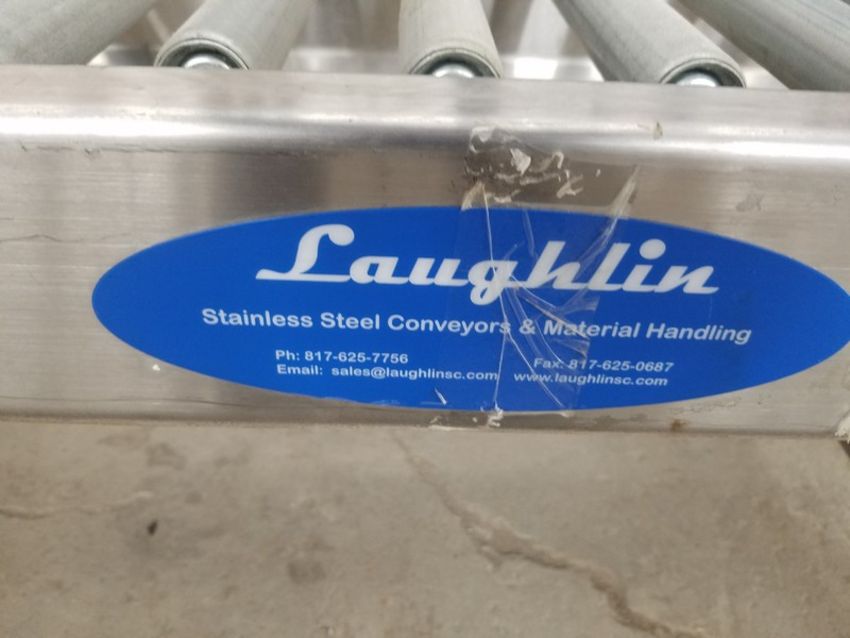 Laughlin
Stainless Steel Conveyors & Material Handling
Ph: 817-625-7756 Fax: 817-625-0687
Email: sales@laughlinsc.com www.laughlinsc.com